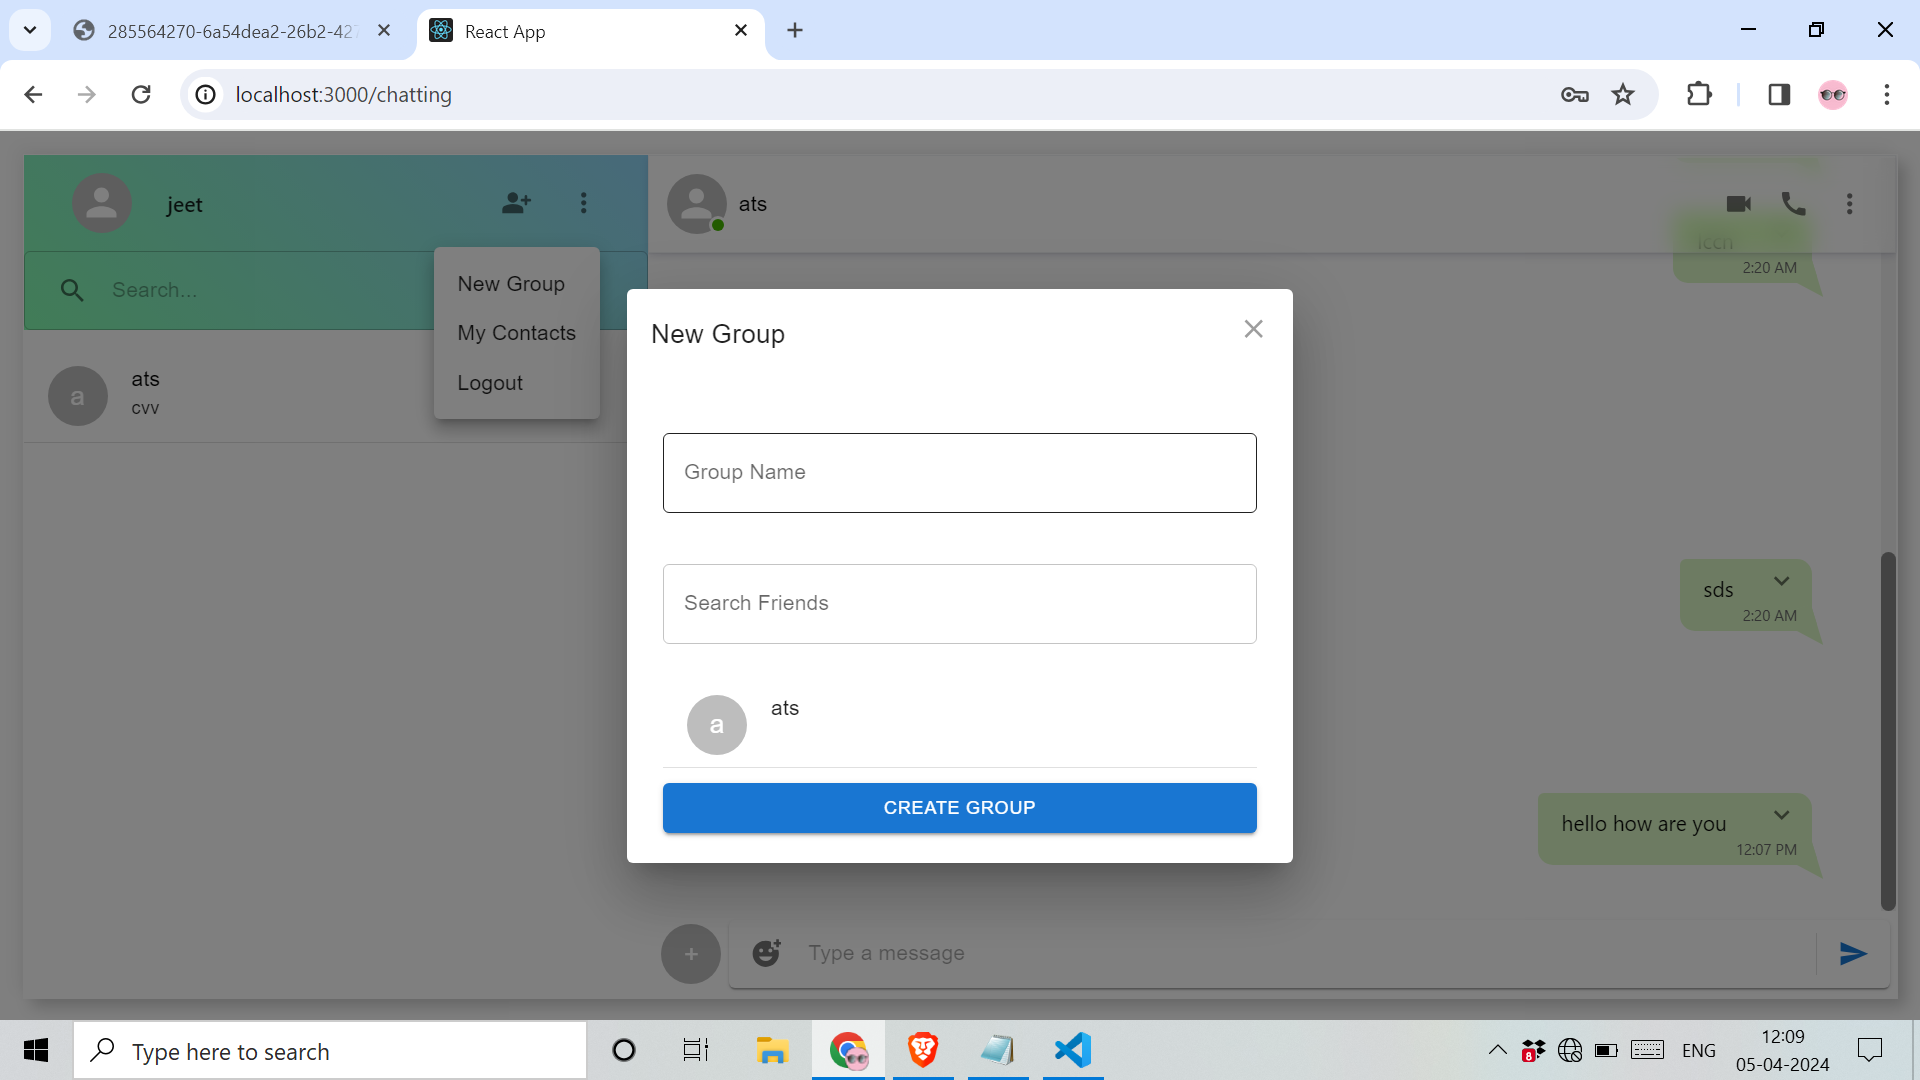 285564270-6a54dea2-26b2-427
React App
localhost:3000/chatting
jeet
ats
Search...
New Group
My Contacts
Logout
a
ats
cvv
2:20 AM
sds
2:20 AM
hello how are you
12:07 PM
Type a message
New Group
Group Name
Search Friends
a
ats
CREATE GROUP
Type here to search
8
ENG
12:09
05-04-2024